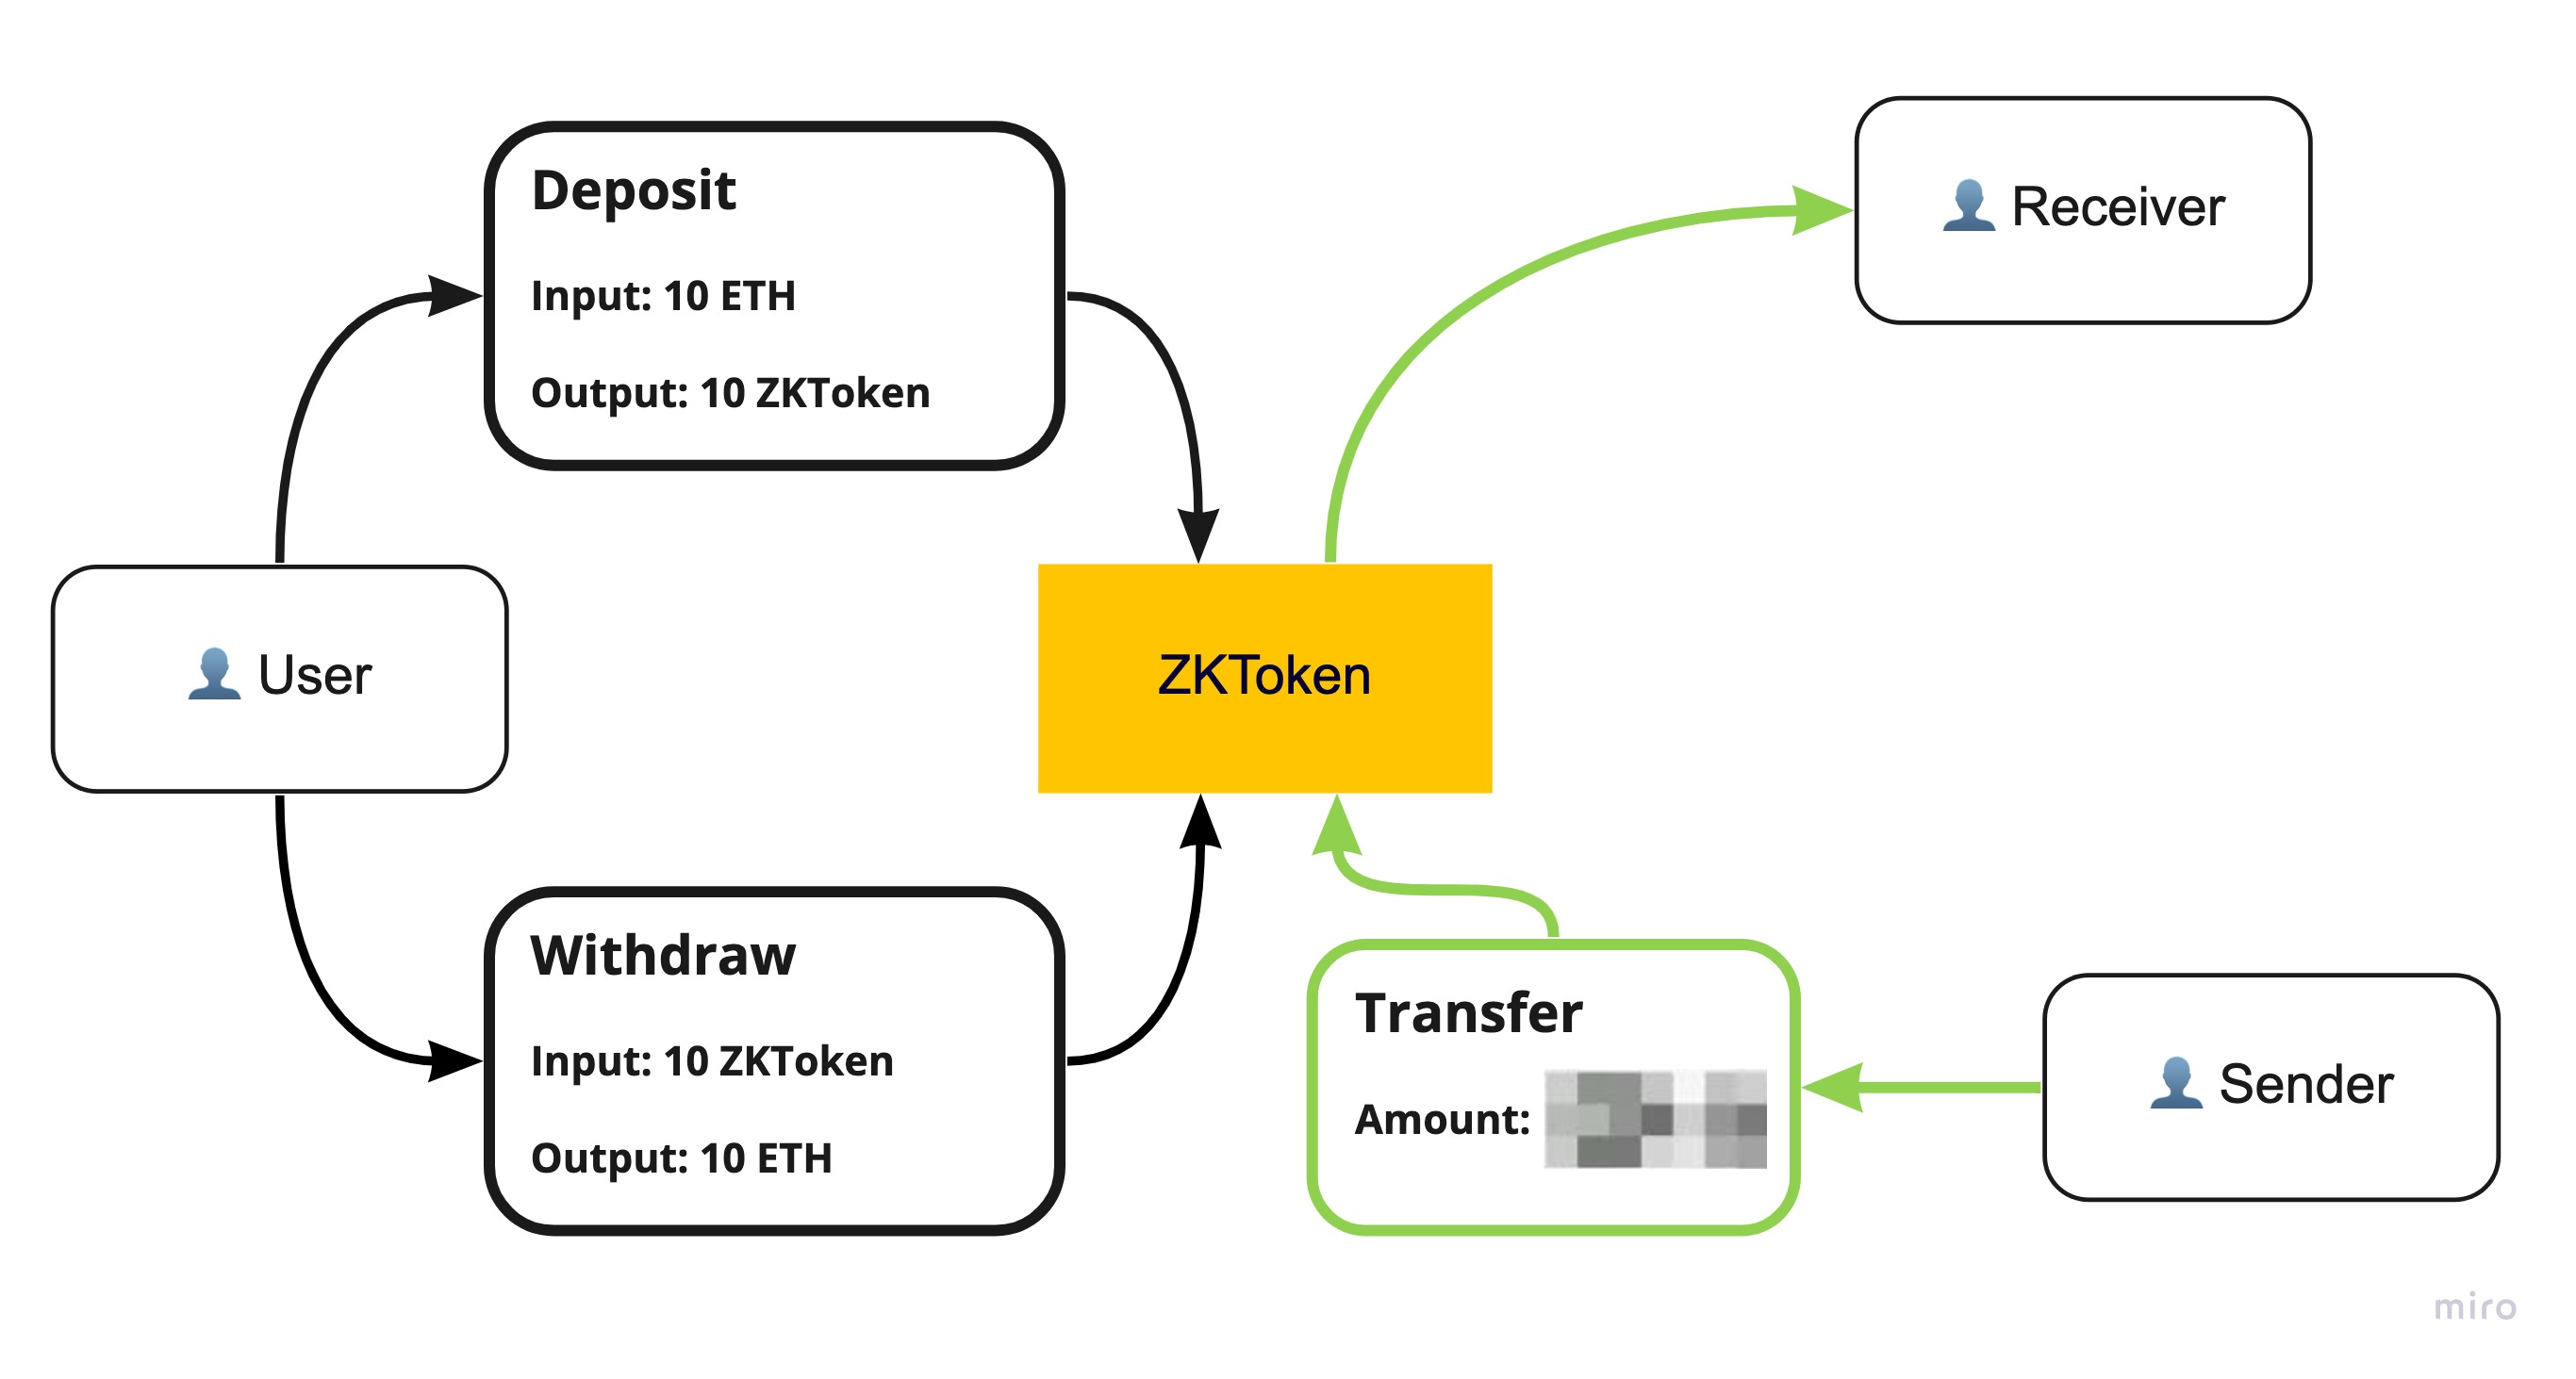 Deposit
Input: 10 ETH
Output: 10 ZKToken
Receiver
User
ZKToken
Withdraw
Input: 10 ZKToken
Output: 10 ETH
Transfer
Amount:
Sender
miro